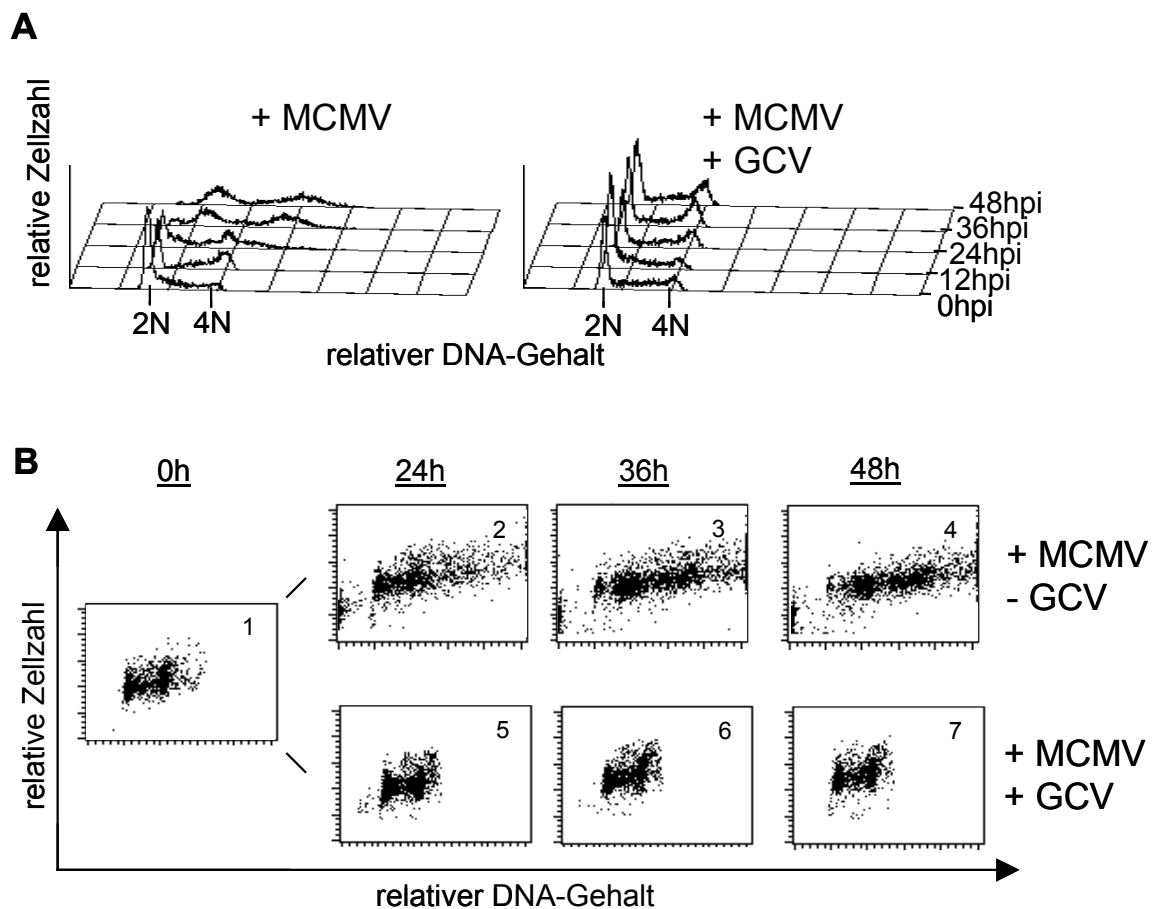 A
relative Zellzahl
+ MCMV
+ MCMV
+ GCV
48hpi
36hpi
24hpi
12hpi
0hpi
2N 4N
2N 4N
relativer DNA-Gehalt
B
0h 24h 36h 48h
relative Zellzahl
1
2
3
4
+ MCMV
- GCV
5
6
7
+ MCMV
+ GCV
relativer DNA-Gehalt